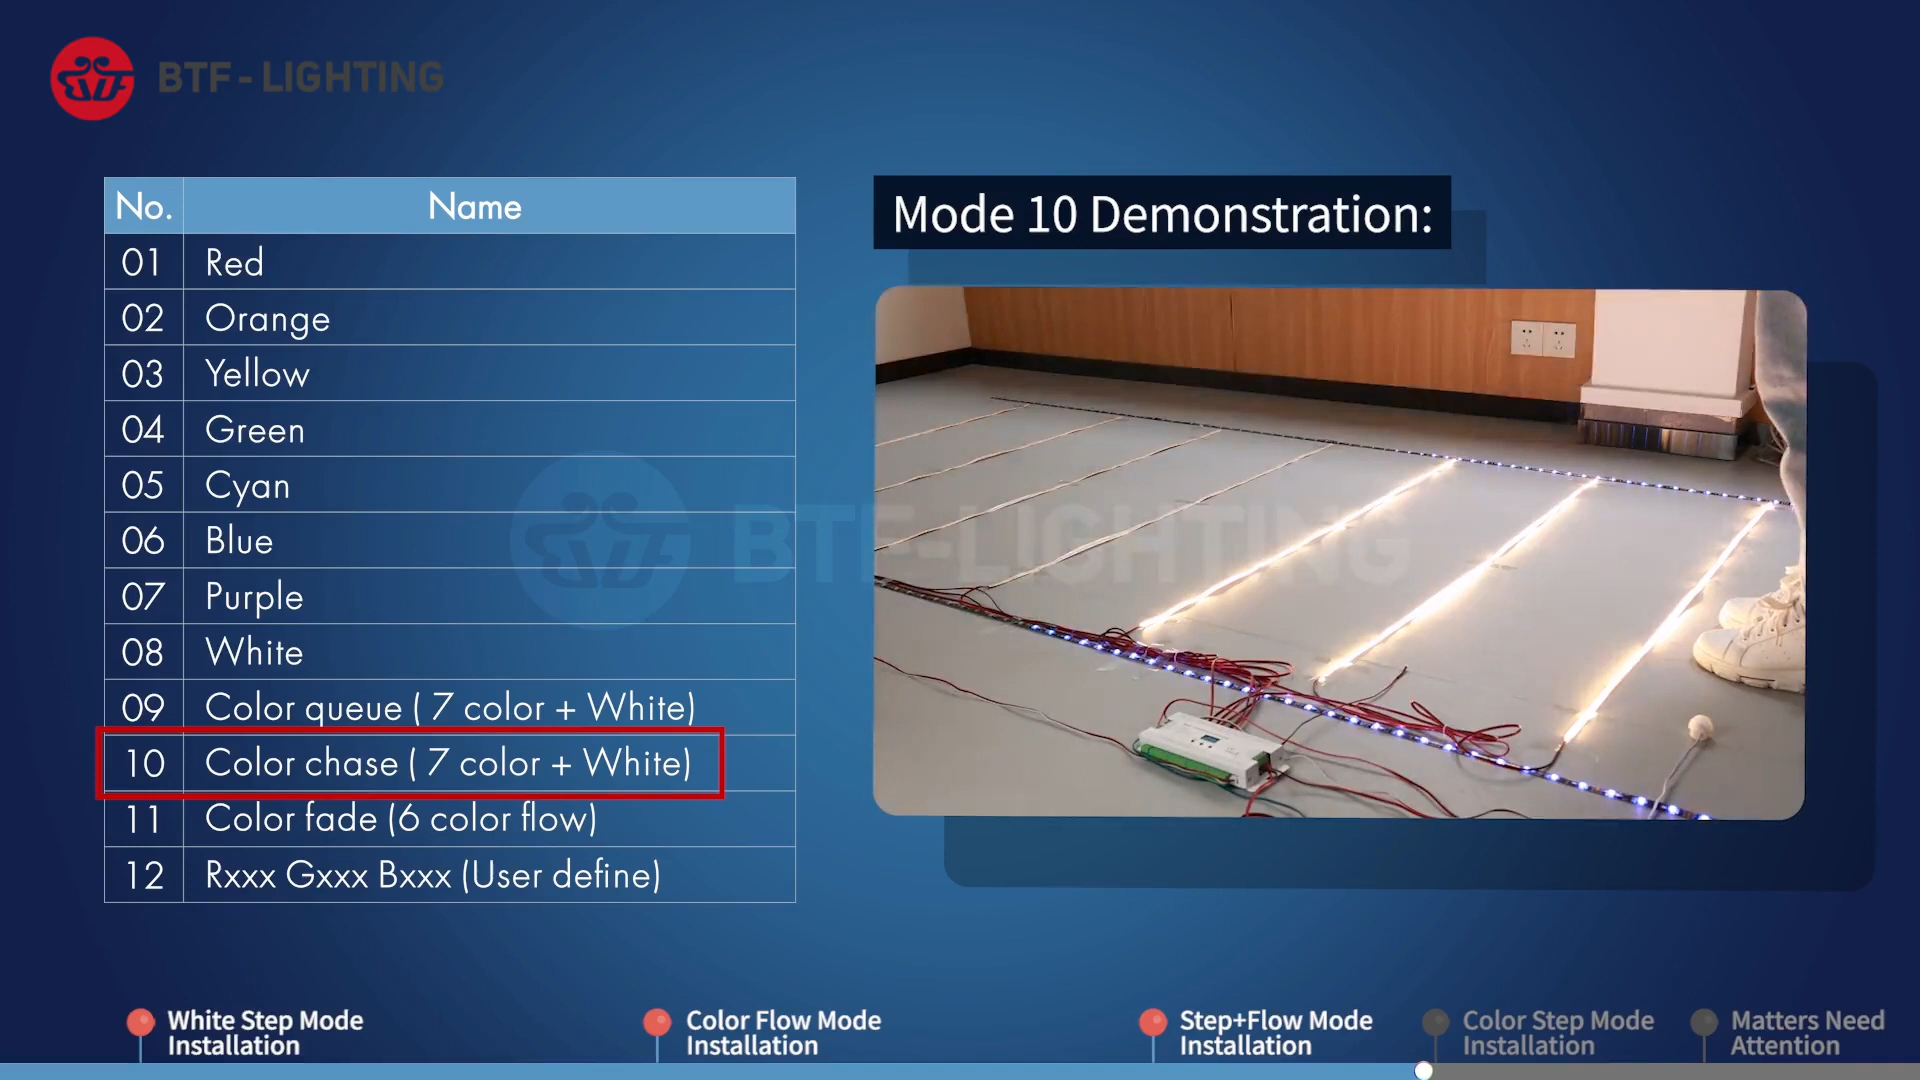 BTF - LIGHTING
No. Name
01 Red
02 Orange
03 Yellow
04 Green
05 Cyan
06 Blue
07 Purple
08 White
09 Color queue ( 7 color + White)
10 Color chase ( 7 color + White)
11 Color fade (6 color flow)
12 Rxxx Gxxx Bxxx (User define)
Mode 10 Demonstration:
BTF-LIGHTING
White Step Mode
Installation
Color Flow Mode
Installation
Step+Flow Mode
Installation
Color Step Mode
Installation
Matters Need
Attention